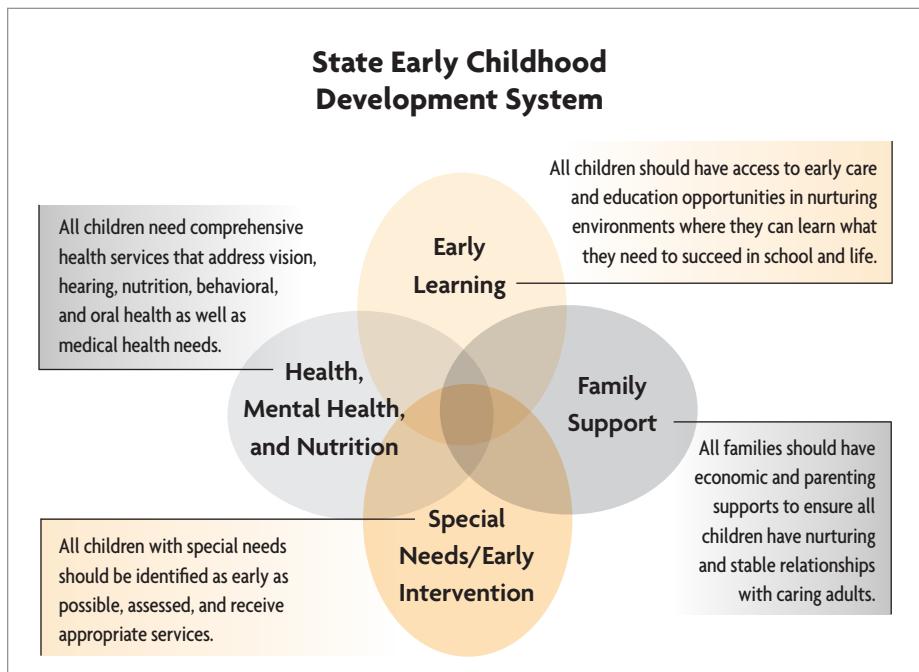 State Early Childhood
Development System
All children should have access to early care
and education opportunities in nurturing
environments where they can learn what
they need to succeed in school and life.
All children need comprehensive
health services that address vision,
hearing, nutrition, behavioral,
and oral health as well as
medical health needs.
Early
Learning
Health,
Mental Health,
and Nutrition
Family
Support
All families should have
economic and parenting
supports to ensure all
children have nurturing
and stable relationships
with caring adults.
Special
Needs/Early
Intervention
All children with special needs
should be identified as early as
possible, assessed, and receive
appropriate services.